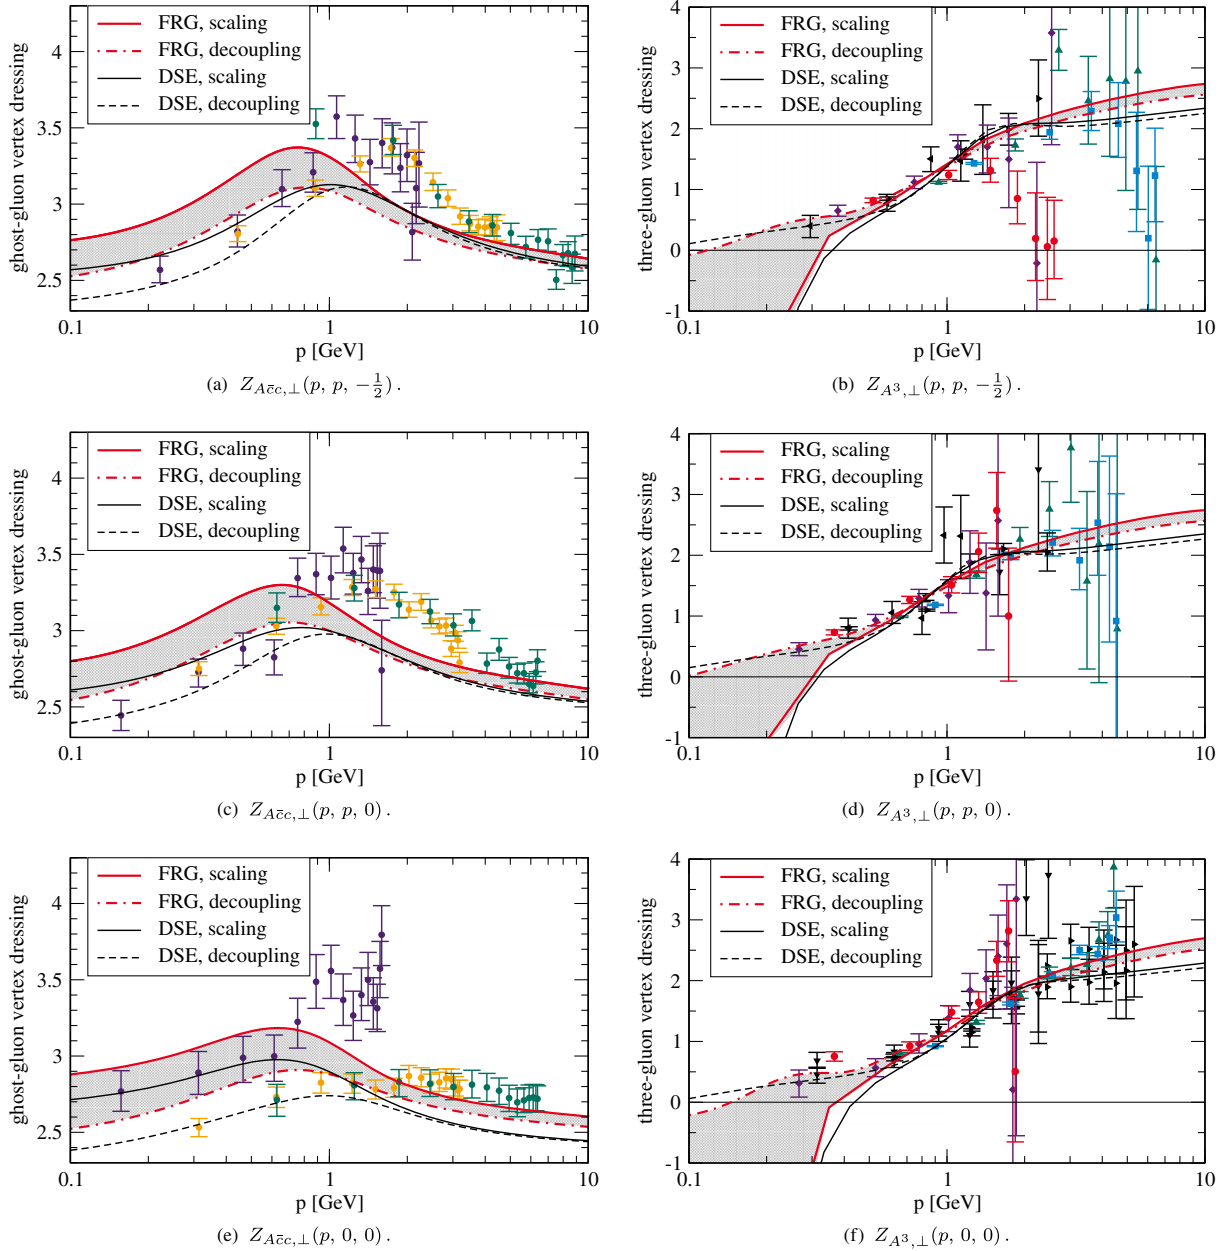 FRG, scaling
FRG, decoupling
DSE, scaling
DSE, decoupling
ghost-gluon vertex dressing
4
3.5
3
2.5
0.1 1 10
p [GeV]
(a) Z_{Ac̄c,⊥}(p, p, −1/2) .
FRG, scaling
FRG, decoupling
DSE, scaling
DSE, decoupling
three-gluon vertex dressing
4
3
2
1
0
-1
0.1 1 10
p [GeV]
(b) Z_{A³,⊥}(p, p, −1/2) .
FRG, scaling
FRG, decoupling
DSE, scaling
DSE, decoupling
ghost-gluon vertex dressing
4
3.5
3
2.5
0.1 1 10
p [GeV]
(c) Z_{Ac̄c,⊥}(p, p, 0) .
FRG, scaling
FRG, decoupling
DSE, scaling
DSE, decoupling
three-gluon vertex dressing
4
3
2
1
0
-1
0.1 1 10
p [GeV]
(d) Z_{A³,⊥}(p, p, 0) .
FRG, scaling
FRG, decoupling
DSE, scaling
DSE, decoupling
ghost-gluon vertex dressing
4
3.5
3
2.5
0.1 1 10
p [GeV]
(e) Z_{Ac̄c,⊥}(p, 0, 0) .
FRG, scaling
FRG, decoupling
DSE, scaling
DSE, decoupling
three-gluon vertex dressing
4
3
2
1
0
-1
0.1 1 10
p [GeV]
(f) Z_{A³,⊥}(p, 0, 0) .